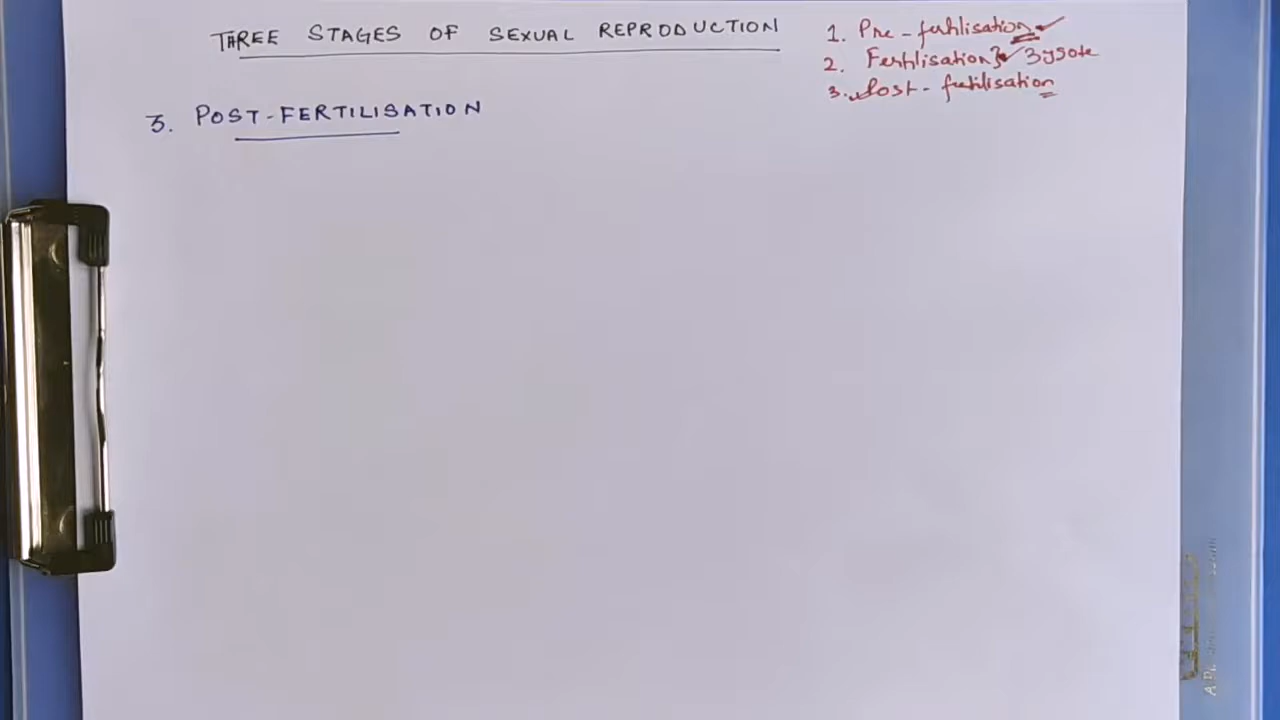 THREE STAGES OF SEXUAL REPRODUCTION
1. Pre-fertilisation
2. Fertilisation zygote
3. Post-fertilisation
3. POST-FERTILISATION